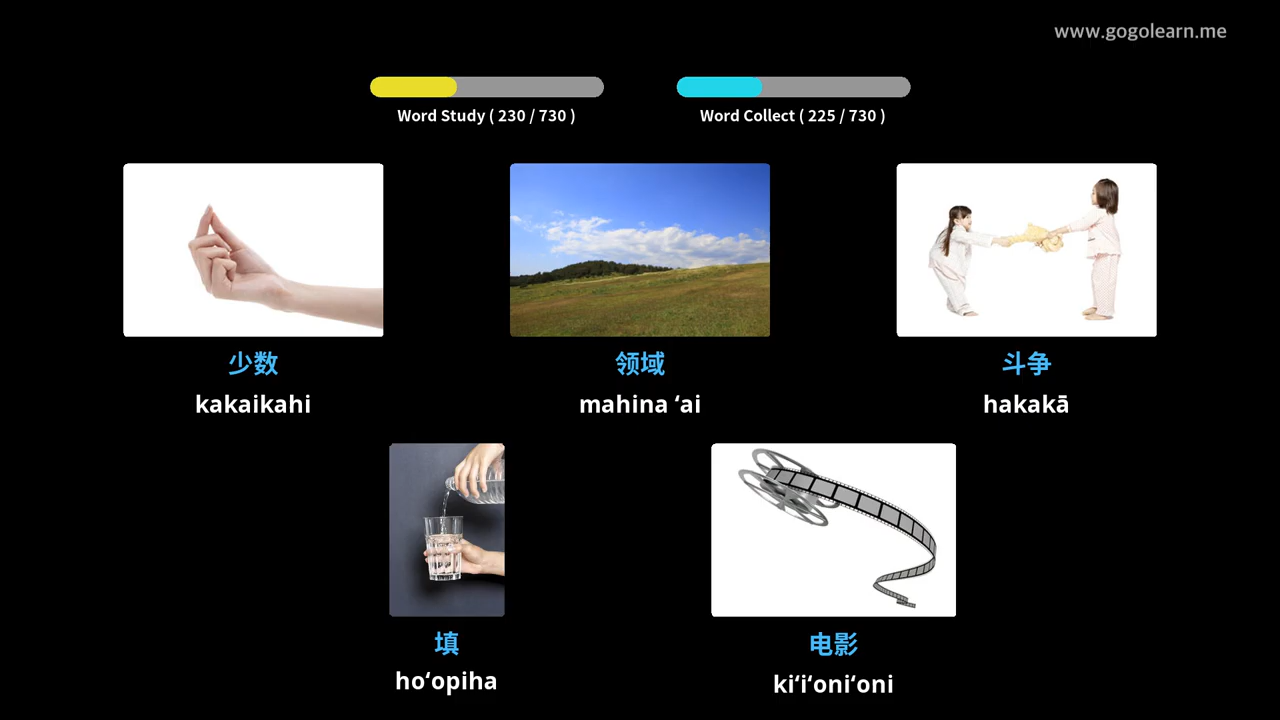 www.gogolearn.me
Word Study ( 230 / 730 )
Word Collect ( 225 / 730 )
少数
kakaikahi
领域
mahina ʻai
斗争
hakakā
填
hoʻopiha
电影
kiʻiʻoniʻoni